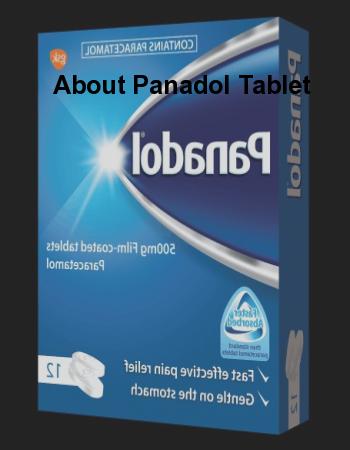 CONTAINS PARACETAMOL
gsk
About Panadol Tablet
Panadol
Panadol
500mg Film-coated tablets
Paracetamol
Faster
Absorbed
than standard
paracetamol tablets
12
Fast effective pain relief
Gentle on the stomach
12